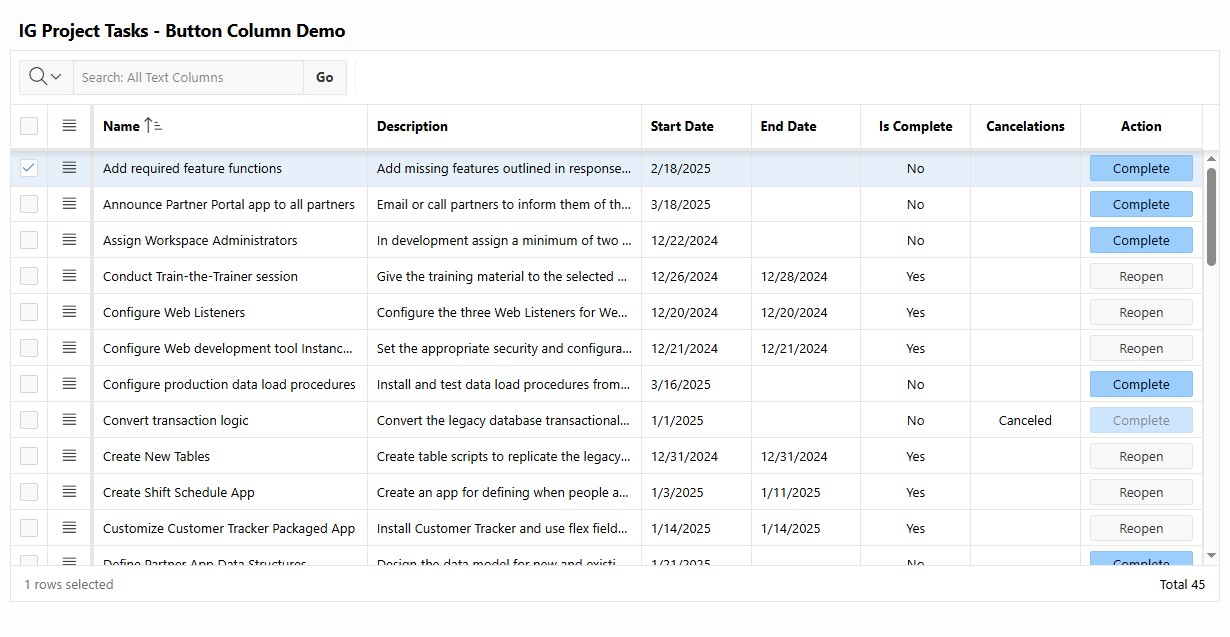 IG Project Tasks - Button Column Demo
Search: All Text Columns Go
Name Description Start Date End Date Is Complete Cancelations Action
Add required feature functions Add missing features outlined in response... 2/18/2025 No Complete
Announce Partner Portal app to all partners Email or call partners to inform them of th... 3/18/2025 No Complete
Assign Workspace Administrators In development assign a minimum of two ... 12/22/2024 No Complete
Conduct Train-the-Trainer session Give the training material to the selected ... 12/26/2024 12/28/2024 Yes Reopen
Configure Web Listeners Configure the three Web Listeners for We... 12/20/2024 12/20/2024 Yes Reopen
Configure Web development tool Instanc... Set the appropriate security and configura... 12/21/2024 12/21/2024 Yes Reopen
Configure production data load procedures Install and test data load procedures from... 3/16/2025 No Complete
Convert transaction logic Convert the legacy database transactional... 1/1/2025 No Canceled Complete
Create New Tables Create table scripts to replicate the legacy... 12/31/2024 12/31/2024 Yes Reopen
Create Shift Schedule App Create an app for defining when people a... 1/3/2025 1/11/2025 Yes Reopen
Customize Customer Tracker Packaged App Install Customer Tracker and use flex field... 1/14/2025 1/14/2025 Yes Reopen
Define Partner App Data Structures Design the data model for new and existi... 1/21/2025 No Complete
1 rows selected Total 45